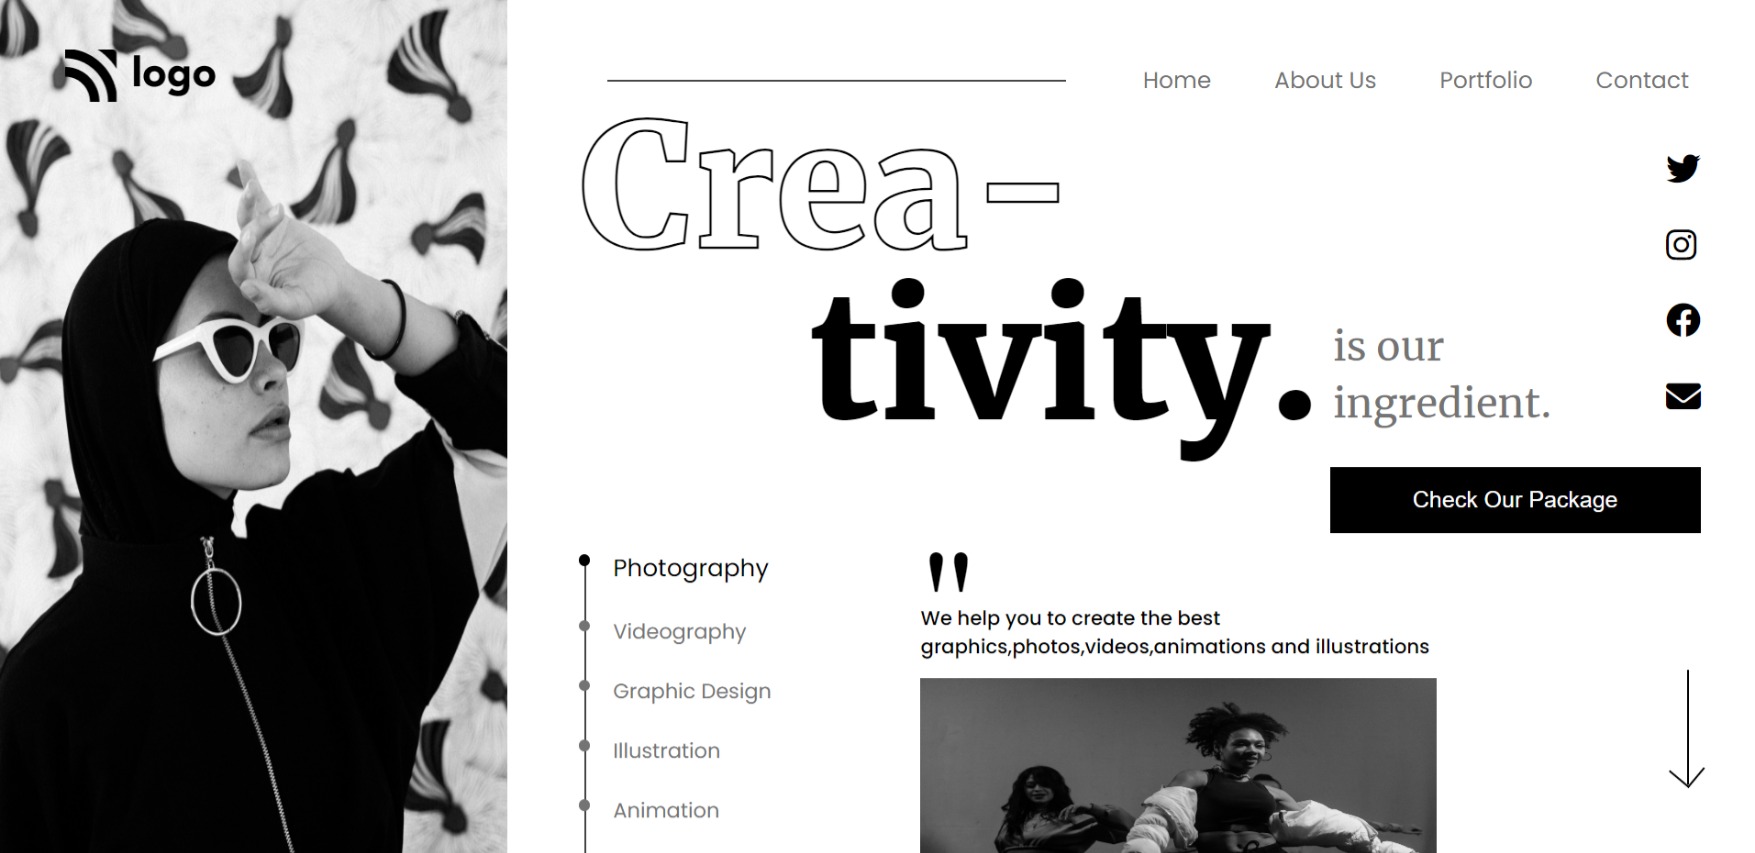 logo
Home About Us Portfolio Contact
Crea-
tivity.
is our
ingredient.
Check Our Package
Photography
Videography
Graphic Design
Illustration
Animation
"
We help you to create the best
graphics,photos,videos,animations and illustrations